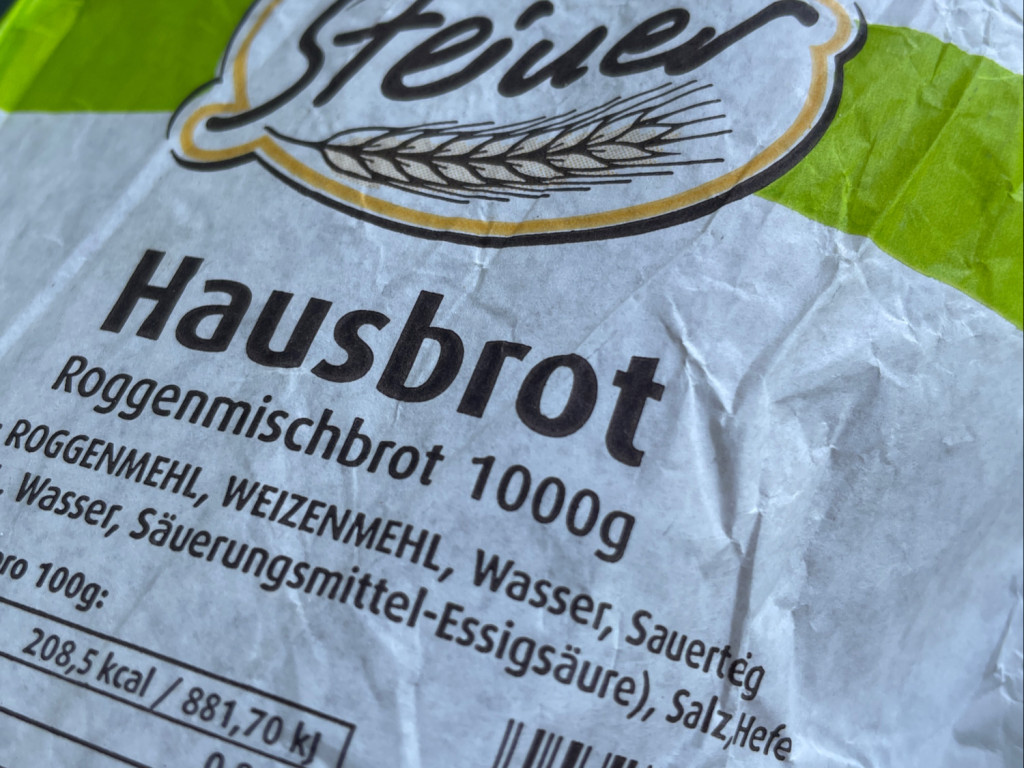 Steiner
Hausbrot
Roggenmischbrot 1000g
ROGGENMEHL, WEIZENMEHL, Wasser, Sauerteig
, Wasser, Säuerungsmittel-Essigsäure), Salz,Hefe
pro 100g:
208,5 kcal / 881,70 kJ